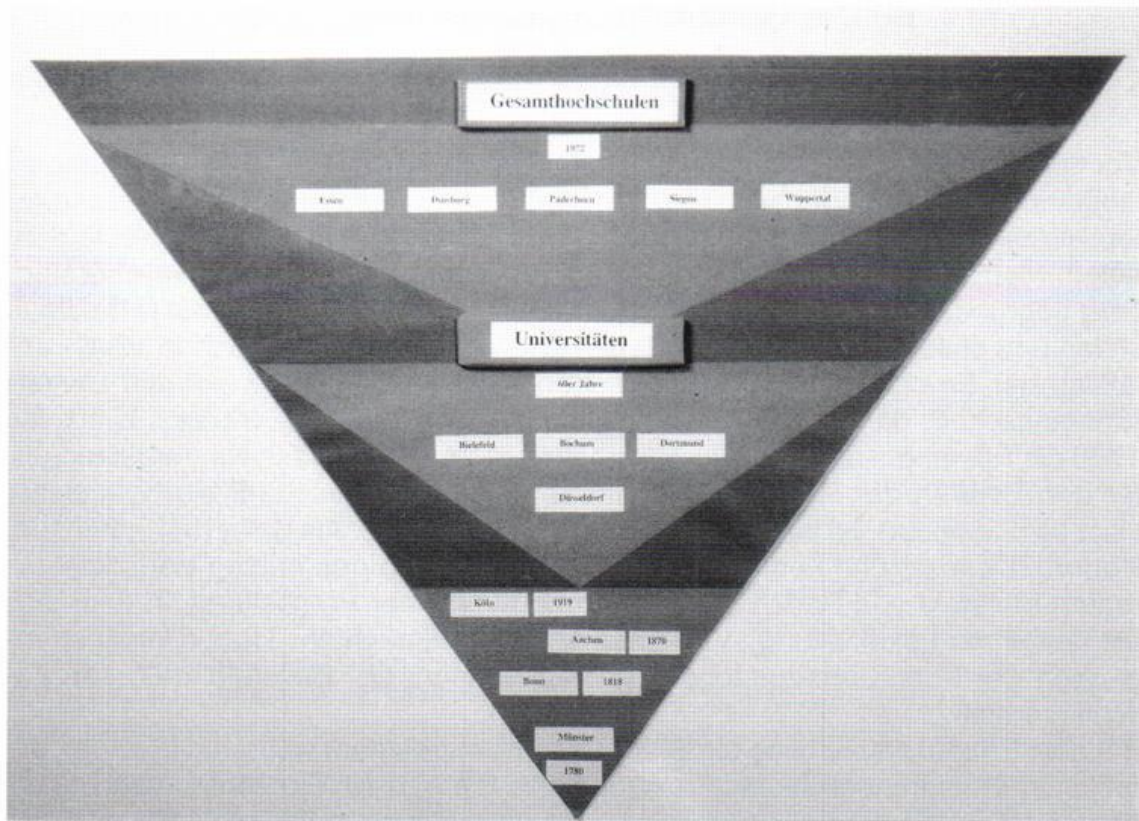 Gesamthochschulen
1972
Essen Duisburg Paderborn Siegen Wuppertal
Universitäten
60er Jahre
Bielefeld Bochum Dortmund
Düsseldorf
Köln 1919
Aachen 1870
Bonn 1818
Münster
1780